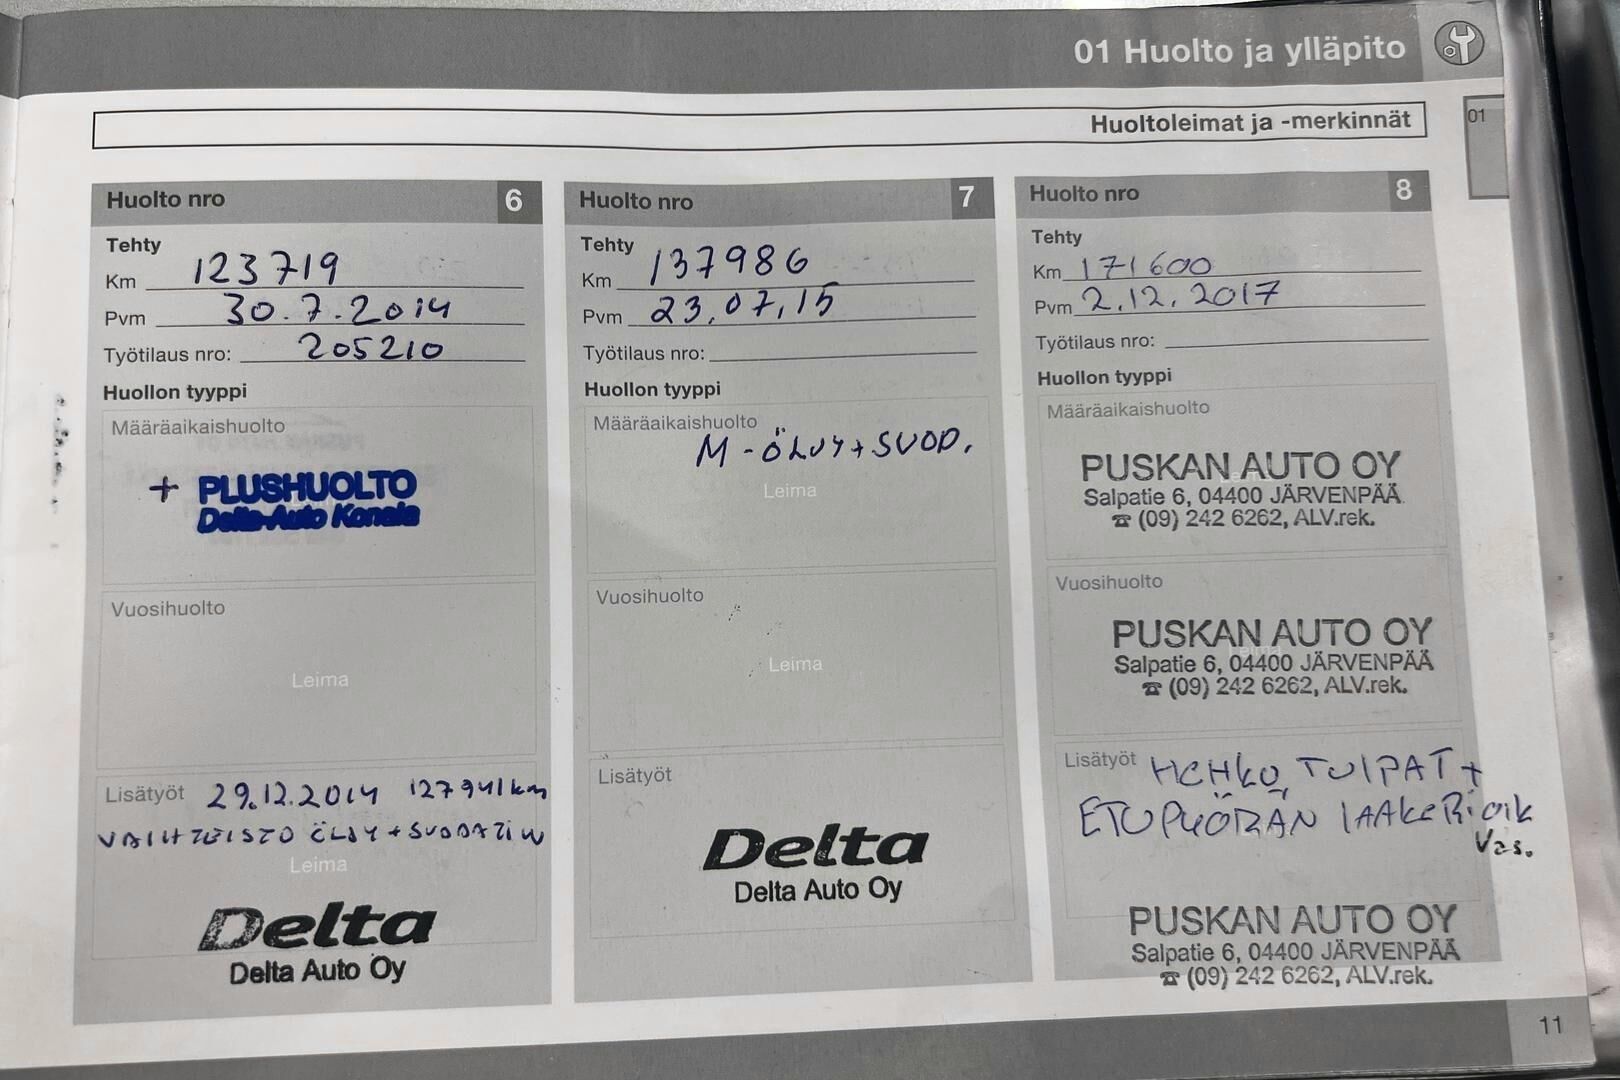 01 Huolto ja ylläpito
Huoltoleimat ja -merkinnät
01
Huolto nro 6
Tehty
Km 123719
Pvm 30.7.2014
Työtilaus nro: 205210
Huollon tyyppi
Määräaikaishuolto
+ PLUSHUOLTO
Delta-Auto Konala
Vuosihuolto
Leima
Lisätyöt 29.12.2014 127941km
VAIHTEISTO ÖLJY + SUODATIN
Leima
Delta
Delta Auto Oy
Huolto nro 7
Tehty
Km 137986
Pvm 23.07.15
Työtilaus nro:
Huollon tyyppi
Määräaikaishuolto
M-ÖLJY+SUOD.
Leima
Vuosihuolto
Leima
Lisätyöt
Delta
Delta Auto Oy
Huolto nro 8
Tehty
Km 171600
Pvm 2.12.2017
Työtilaus nro:
Huollon tyyppi
Määräaikaishuolto
PUSKAN AUTO OY
Salpatie 6, 04400 JÄRVENPÄÄ
☎ (09) 242 6262, ALV.rek.
Vuosihuolto
PUSKAN AUTO OY
Leima
Salpatie 6, 04400 JÄRVENPÄÄ
☎ (09) 242 6262, ALV.rek.
Lisätyöt HEHKU TULPAT +
ETUPYÖRÄN LAAKERI oik
Vas.
PUSKAN AUTO OY
Salpatie 6, 04400 JÄRVENPÄÄ
☎ (09) 242 6262, ALV.rek.
11